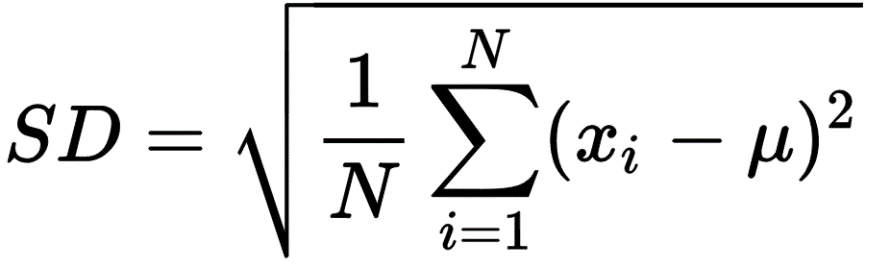 SD = \sqrt{\frac{1}{N} \sum_{i=1}^{N} (x_i - \mu)^2}